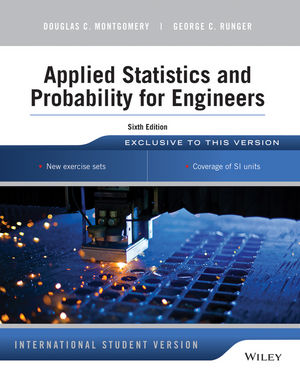 DOUGLAS C. MONTGOMERY | GEORGE C. RUNGER
Applied Statistics and
Probability for Engineers
Sixth Edition
EXCLUSIVE TO THIS VERSION
• New exercise sets
• Coverage of SI units
INTERNATIONAL STUDENT VERSION
WILEY